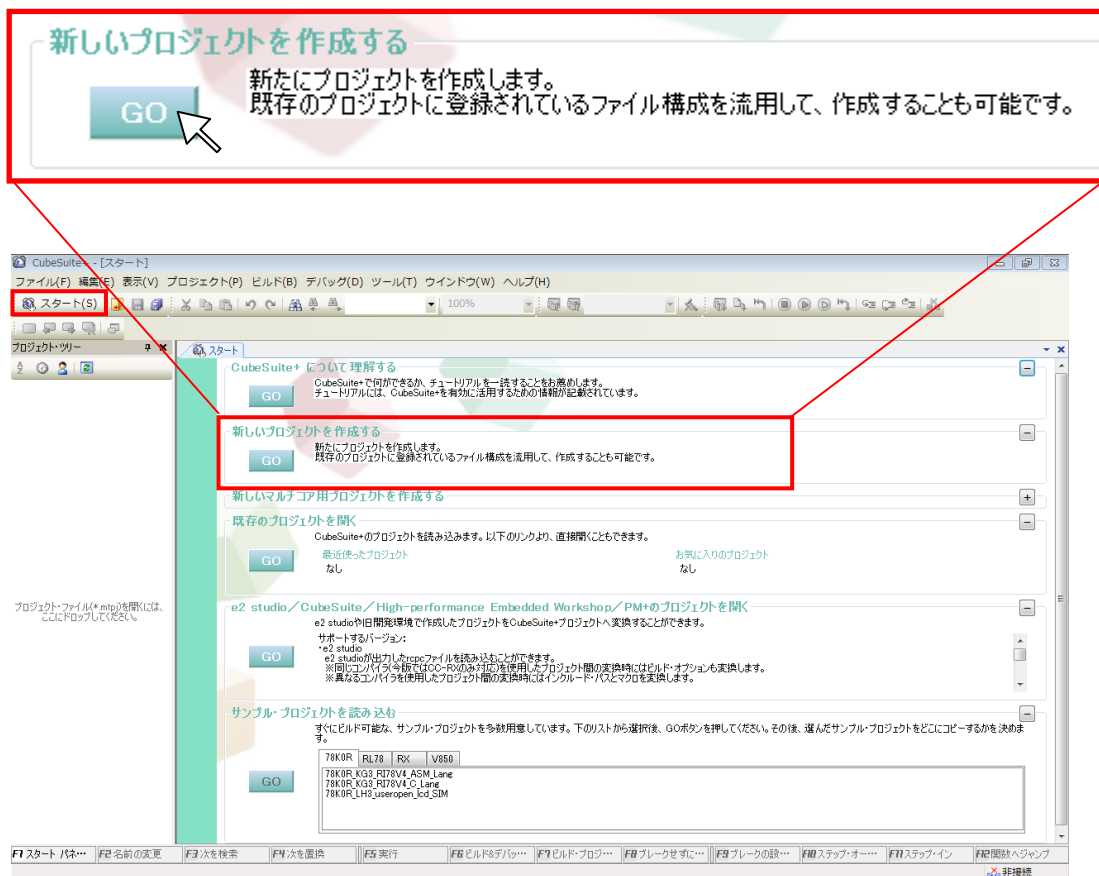 新しいプロジェクトを作成する
新たにプロジェクトを作成します。
GO
既存のプロジェクトに登録されているファイル構成を流用して、作成することも可能です。
CubeSuite+ - [スタート]
ファイル(F) 編集(E) 表示(V) プロジェクト(P) ビルド(B) デバッグ(D) ツール(T) ウインドウ(W) ヘルプ(H)
スタート(S) 100%
プロジェクト・ツリー
スタート
CubeSuite+ について理解する
CubeSuite+で何ができるか、チュートリアルを一読することをお薦めします。
GO
チュートリアルには、CubeSuite+を有効に活用するための情報が記載されています。
新しいプロジェクトを作成する
新たにプロジェクトを作成します。
GO
既存のプロジェクトに登録されているファイル構成を流用して、作成することも可能です。
新しいマルチコア用プロジェクトを作成する
既存のプロジェクトを開く
CubeSuite+のプロジェクトを読み込みます。以下のリンクより、直接開くこともできます。
GO
最近使ったプロジェクト お気に入りのプロジェクト
なし なし
プロジェクト・ファイル(*.mtpj)を開くには、
ここにドロップしてください。
e2 studio／CubeSuite／High-performance Embedded Workshop／PM+のプロジェクトを開く
e2 studioや旧開発環境で作成したプロジェクトをCubeSuite+プロジェクトへ変換することができます。
サポートするバージョン:
GO
・e2 studio
e2 studioが出力したrcpcファイルを読み込むことができます。
※同じコンパイラ(今版ではCC-RXのみ対応)を使用したプロジェクト間の変換時にはビルド・オプションも変換します。
※異なるコンパイラを使用したプロジェクト間の変換時にはインクルード・パスとマクロを変換します。
サンプル・プロジェクトを読み込む
すぐにビルド可能な、サンプル・プロジェクトを多数用意しています。下のリストから選択後、GOボタンを押してください。その後、選んだサンプル・プロジェクトをどこにコピーするかを決めま
す。
78K0R RL78 RX V850
GO
78K0R_KG3_RI78V4_ASM_Lang
78K0R_KG3_RI78V4_C_Lang
78K0R_LH3_useropen_lcd_SIM
F1 スタート パネ… F2 名前の変更 F3 次を検索 F4 次を置換 F5 実行 F6 ビルド&デバッ… F7 ビルド・プロジ… F8 ブレークせずに… F9 ブレークの設… F10 ステップ・オー… F11 ステップ・イン F12 関数へジャンプ
非接続